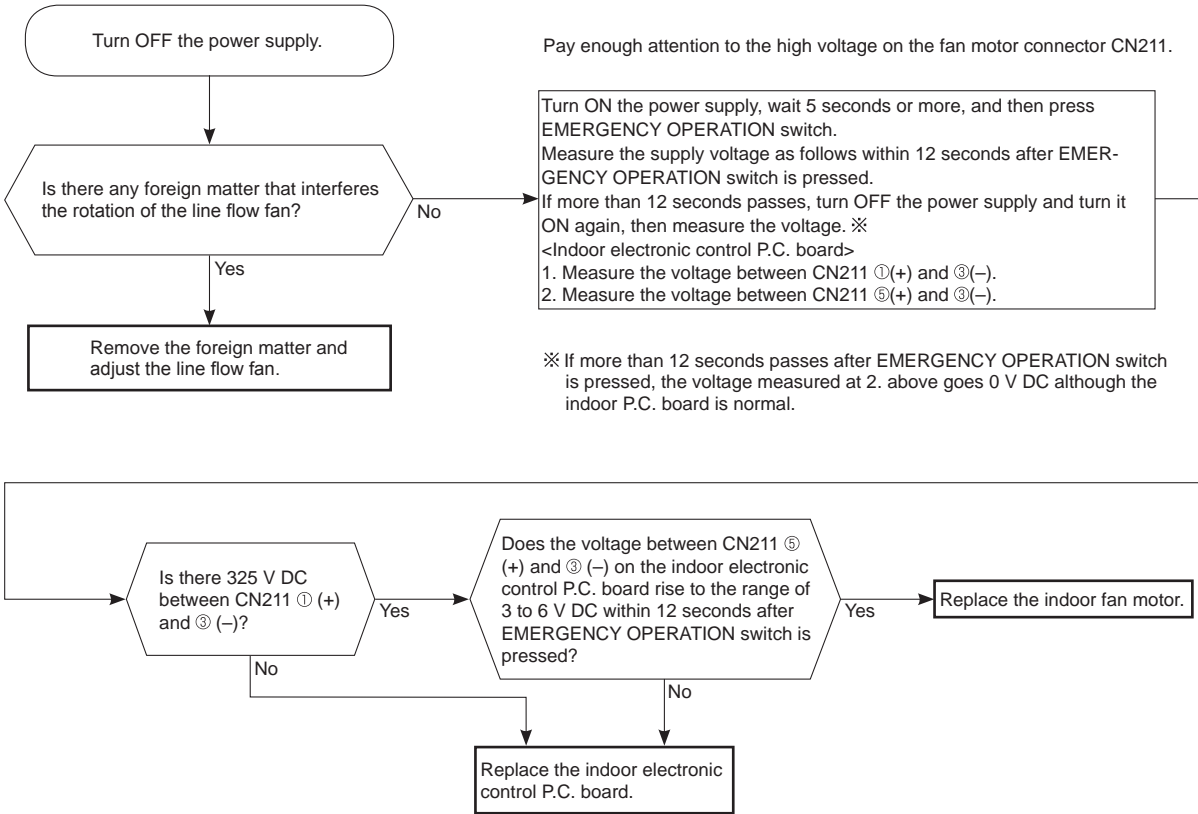 Turn OFF the power supply.
Pay enough attention to the high voltage on the fan motor connector CN211.
Is there any foreign matter that interferes
the rotation of the line flow fan?
No
Yes
Remove the foreign matter and
adjust the line flow fan.
Turn ON the power supply, wait 5 seconds or more, and then press
EMERGENCY OPERATION switch.
Measure the supply voltage as follows within 12 seconds after EMER-
GENCY OPERATION switch is pressed.
If more than 12 seconds passes, turn OFF the power supply and turn it
ON again, then measure the voltage. ※
<Indoor electronic control P.C. board>
1. Measure the voltage between CN211 ①(+) and ③(–).
2. Measure the voltage between CN211 ⑤(+) and ③(–).
※ If more than 12 seconds passes after EMERGENCY OPERATION switch
is pressed, the voltage measured at 2. above goes 0 V DC although the
indoor P.C. board is normal.
Is there 325 V DC
between CN211 ① (+)
and ③ (–)?
Yes
No
Does the voltage between CN211 ⑤
(+) and ③ (–) on the indoor electronic
control P.C. board rise to the range of
3 to 6 V DC within 12 seconds after
EMERGENCY OPERATION switch is
pressed?
Yes
No
Replace the indoor fan motor.
Replace the indoor electronic
control P.C. board.